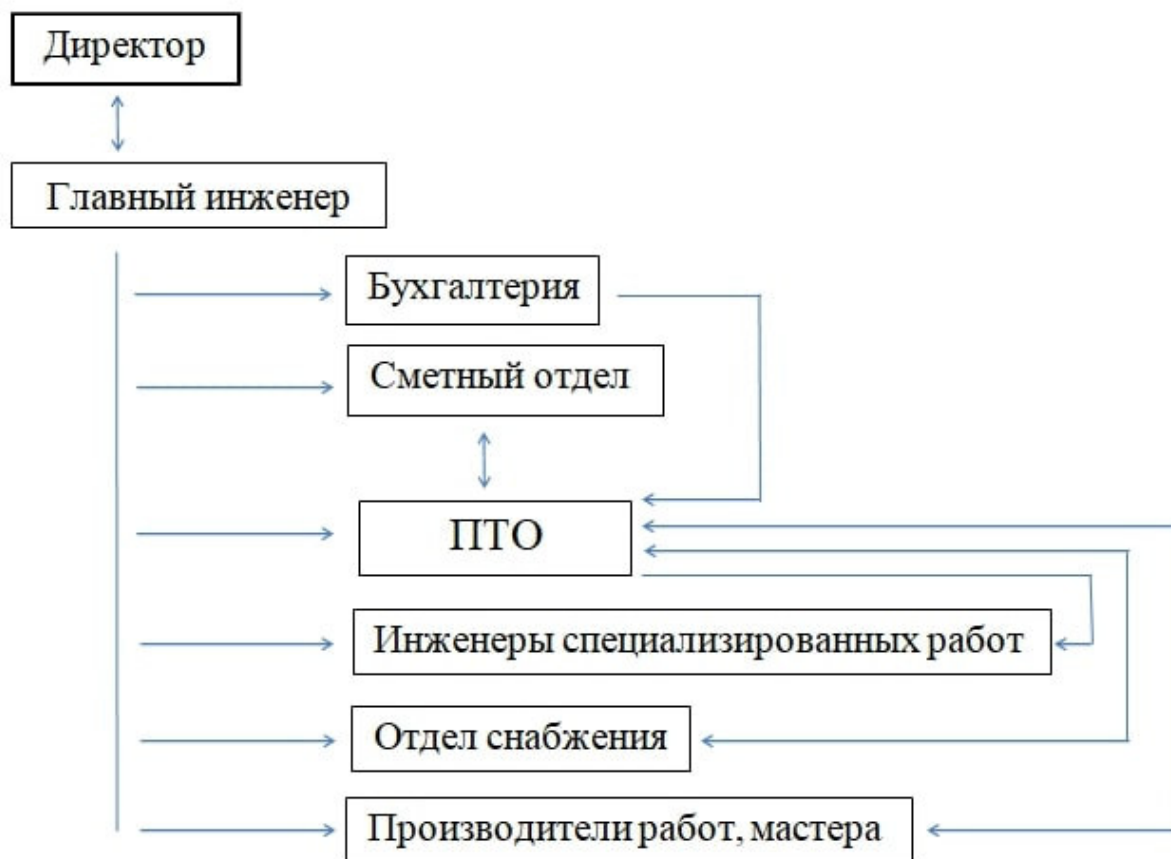 Директор
Главный инженер
Бухгалтерия
Сметный отдел
ПТО
Инженеры специализированных работ
Отдел снабжения
Производители работ, мастера